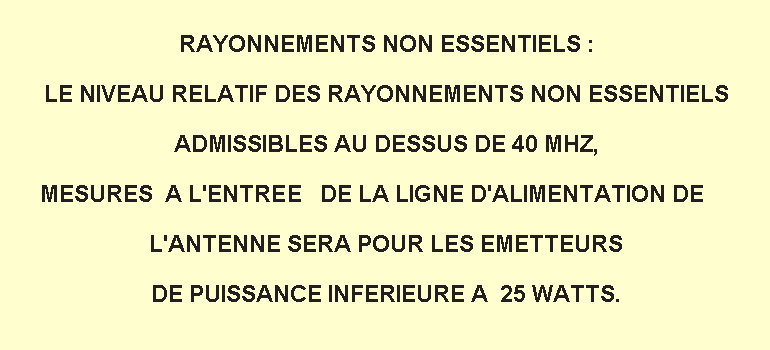 RAYONNEMENTS NON ESSENTIELS :
LE NIVEAU RELATIF DES RAYONNEMENTS NON ESSENTIELS
ADMISSIBLES AU DESSUS DE 40 MHZ,
MESURES  A L'ENTREE   DE LA LIGNE D'ALIMENTATION DE
L'ANTENNE SERA POUR LES EMETTEURS
DE PUISSANCE INFERIEURE A  25 WATTS.